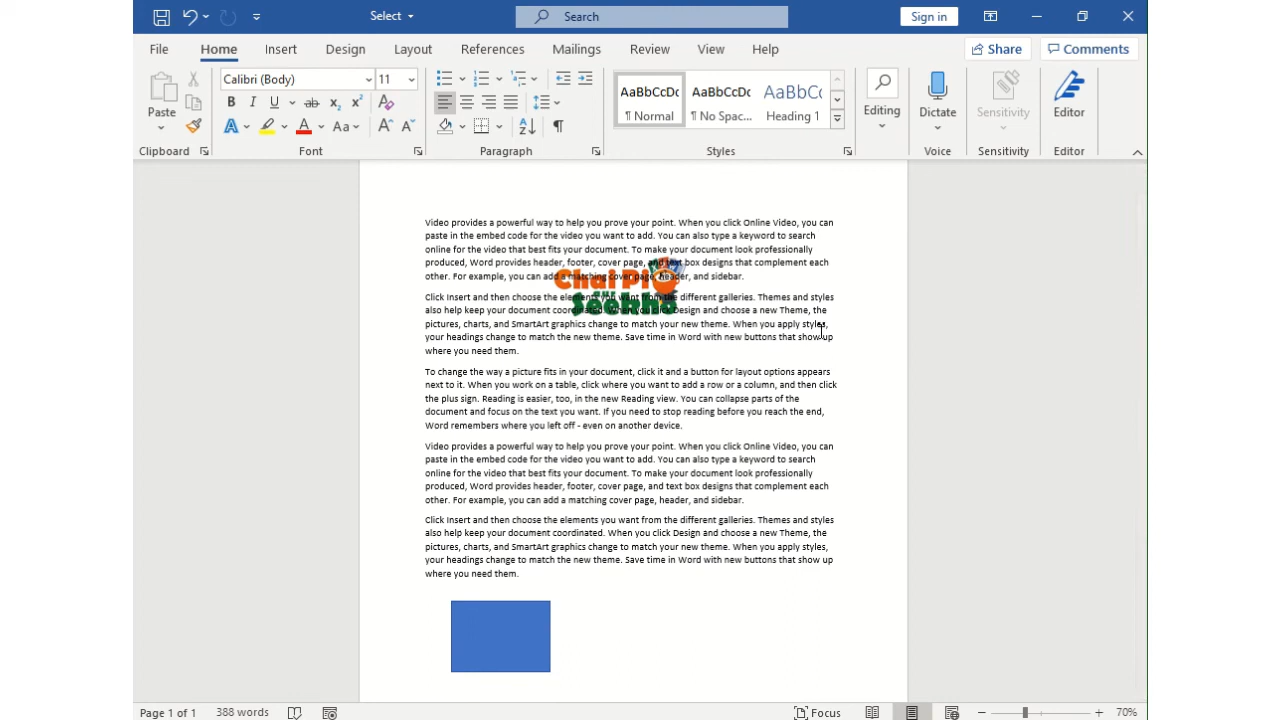 Select
Search
Sign in
File Home Insert Design Layout References Mailings Review View Help Share Comments
Paste
Calibri (Body) 11
B I U ab x₂ x²
A A A Aa A A
AaBbCcDc AaBbCcDc AaBbC
¶ Normal ¶ No Spac... Heading 1
Editing
Dictate
Sensitivity
Editor
Clipboard Font Paragraph Styles Voice Sensitivity Editor
Video provides a powerful way to help you prove your point. When you click Online Video, you can
paste in the embed code for the video you want to add. You can also type a keyword to search
online for the video that best fits your document. To make your document look professionally
produced, Word provides header, footer, cover page, and text box designs that complement each
other. For example, you can add a matching cover page, header, and sidebar.
Chai Pio
Seekho
Click Insert and then choose the elements you want from the different galleries. Themes and styles
also help keep your document coordinated. When you click Design and choose a new Theme, the
pictures, charts, and SmartArt graphics change to match your new theme. When you apply styles,
your headings change to match the new theme. Save time in Word with new buttons that show up
where you need them.
To change the way a picture fits in your document, click it and a button for layout options appears
next to it. When you work on a table, click where you want to add a row or a column, and then click
the plus sign. Reading is easier, too, in the new Reading view. You can collapse parts of the
document and focus on the text you want. If you need to stop reading before you reach the end,
Word remembers where you left off - even on another device.
Video provides a powerful way to help you prove your point. When you click Online Video, you can
paste in the embed code for the video you want to add. You can also type a keyword to search
online for the video that best fits your document. To make your document look professionally
produced, Word provides header, footer, cover page, and text box designs that complement each
other. For example, you can add a matching cover page, header, and sidebar.
Click Insert and then choose the elements you want from the different galleries. Themes and styles
also help keep your document coordinated. When you click Design and choose a new Theme, the
pictures, charts, and SmartArt graphics change to match your new theme. When you apply styles,
your headings change to match the new theme. Save time in Word with new buttons that show up
where you need them.
Page 1 of 1 388 words Focus 70%